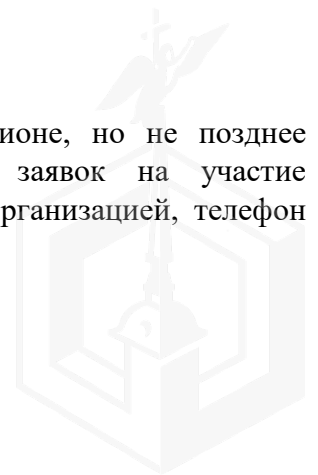 ионе, но не позднее
заявок на участие
рганизацией, телефон